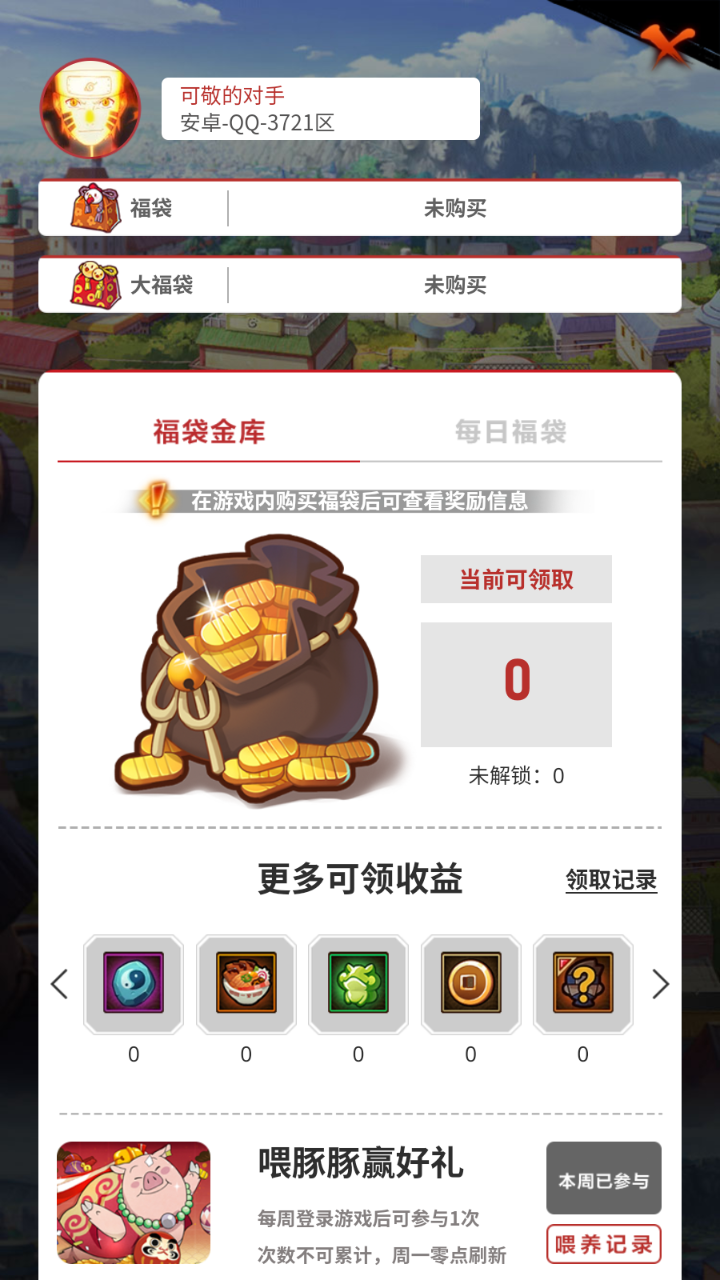 可敬的对手
安卓-QQ-3721区
福袋
未购买
大福袋
未购买
福袋金库
每日福袋
在游戏内购买福袋后可查看奖励信息
当前可领取
0
未解锁：0
更多可领收益
领取记录
0
0
0
0
0
喂豚豚赢好礼
本周已参与
每周登录游戏后可参与1次
喂养记录
次数不可累计，周一零点刷新